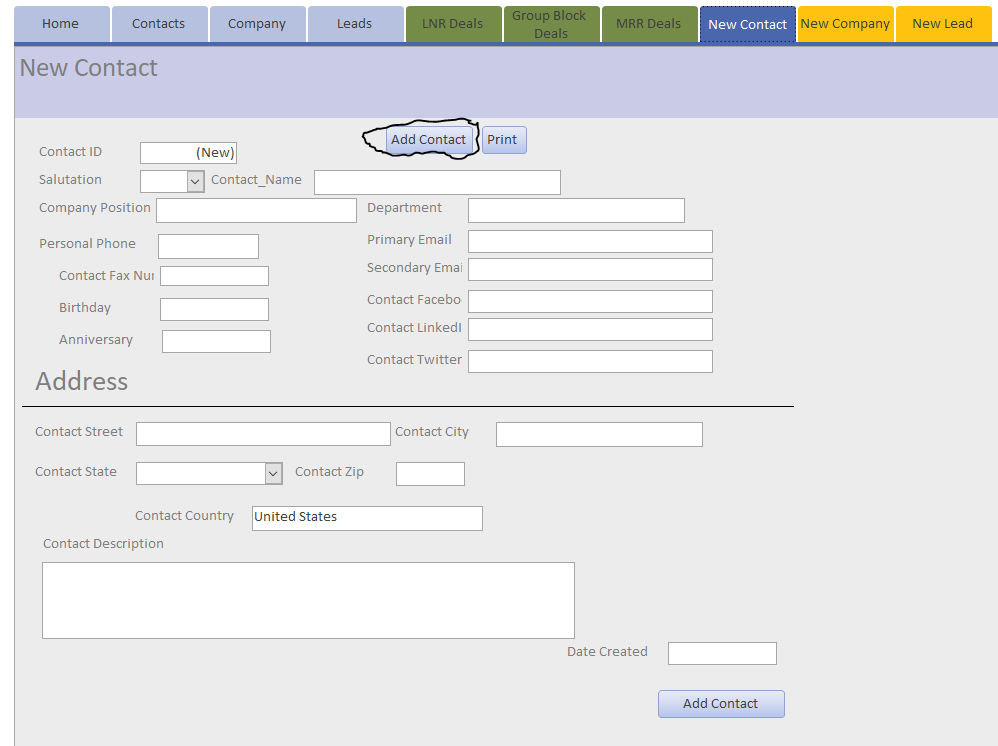 Home Contacts Company Leads LNR Deals Group Block Deals MRR Deals New Contact New Company New Lead
New Contact
Add Contact Print
Contact ID (New)
Salutation Contact_Name
Company Position Department
Personal Phone Primary Email
Contact Fax Nur Secondary Emai
Birthday Contact Facebo
Anniversary Contact LinkedI
Contact Twitter
Address
Contact Street Contact City
Contact State Contact Zip
Contact Country United States
Contact Description
Date Created
Add Contact